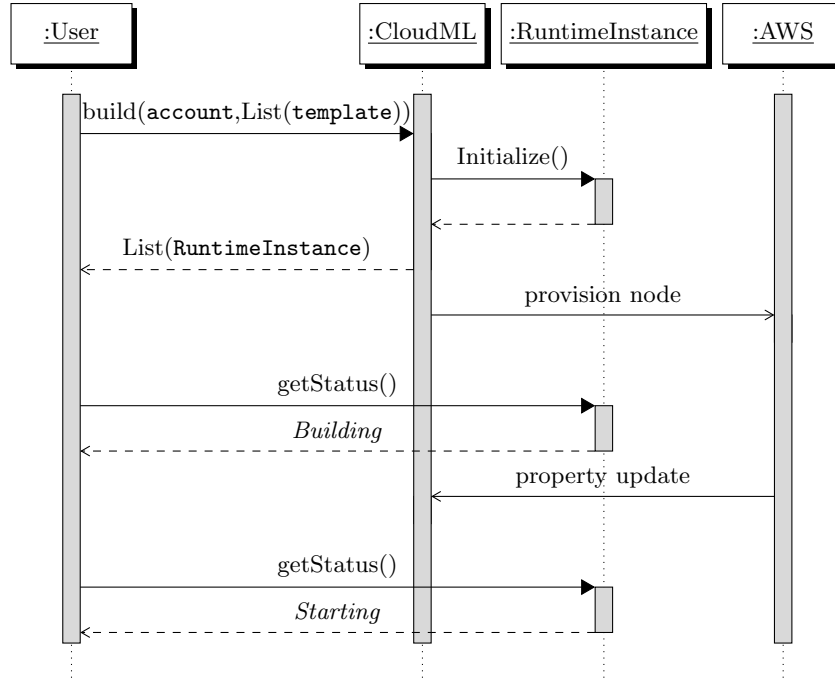 :User
:CloudML
:RuntimeInstance
:AWS
build(account,List(template))
Initialize()
List(RuntimeInstance)
provision node
getStatus()
Building
property update
getStatus()
Starting